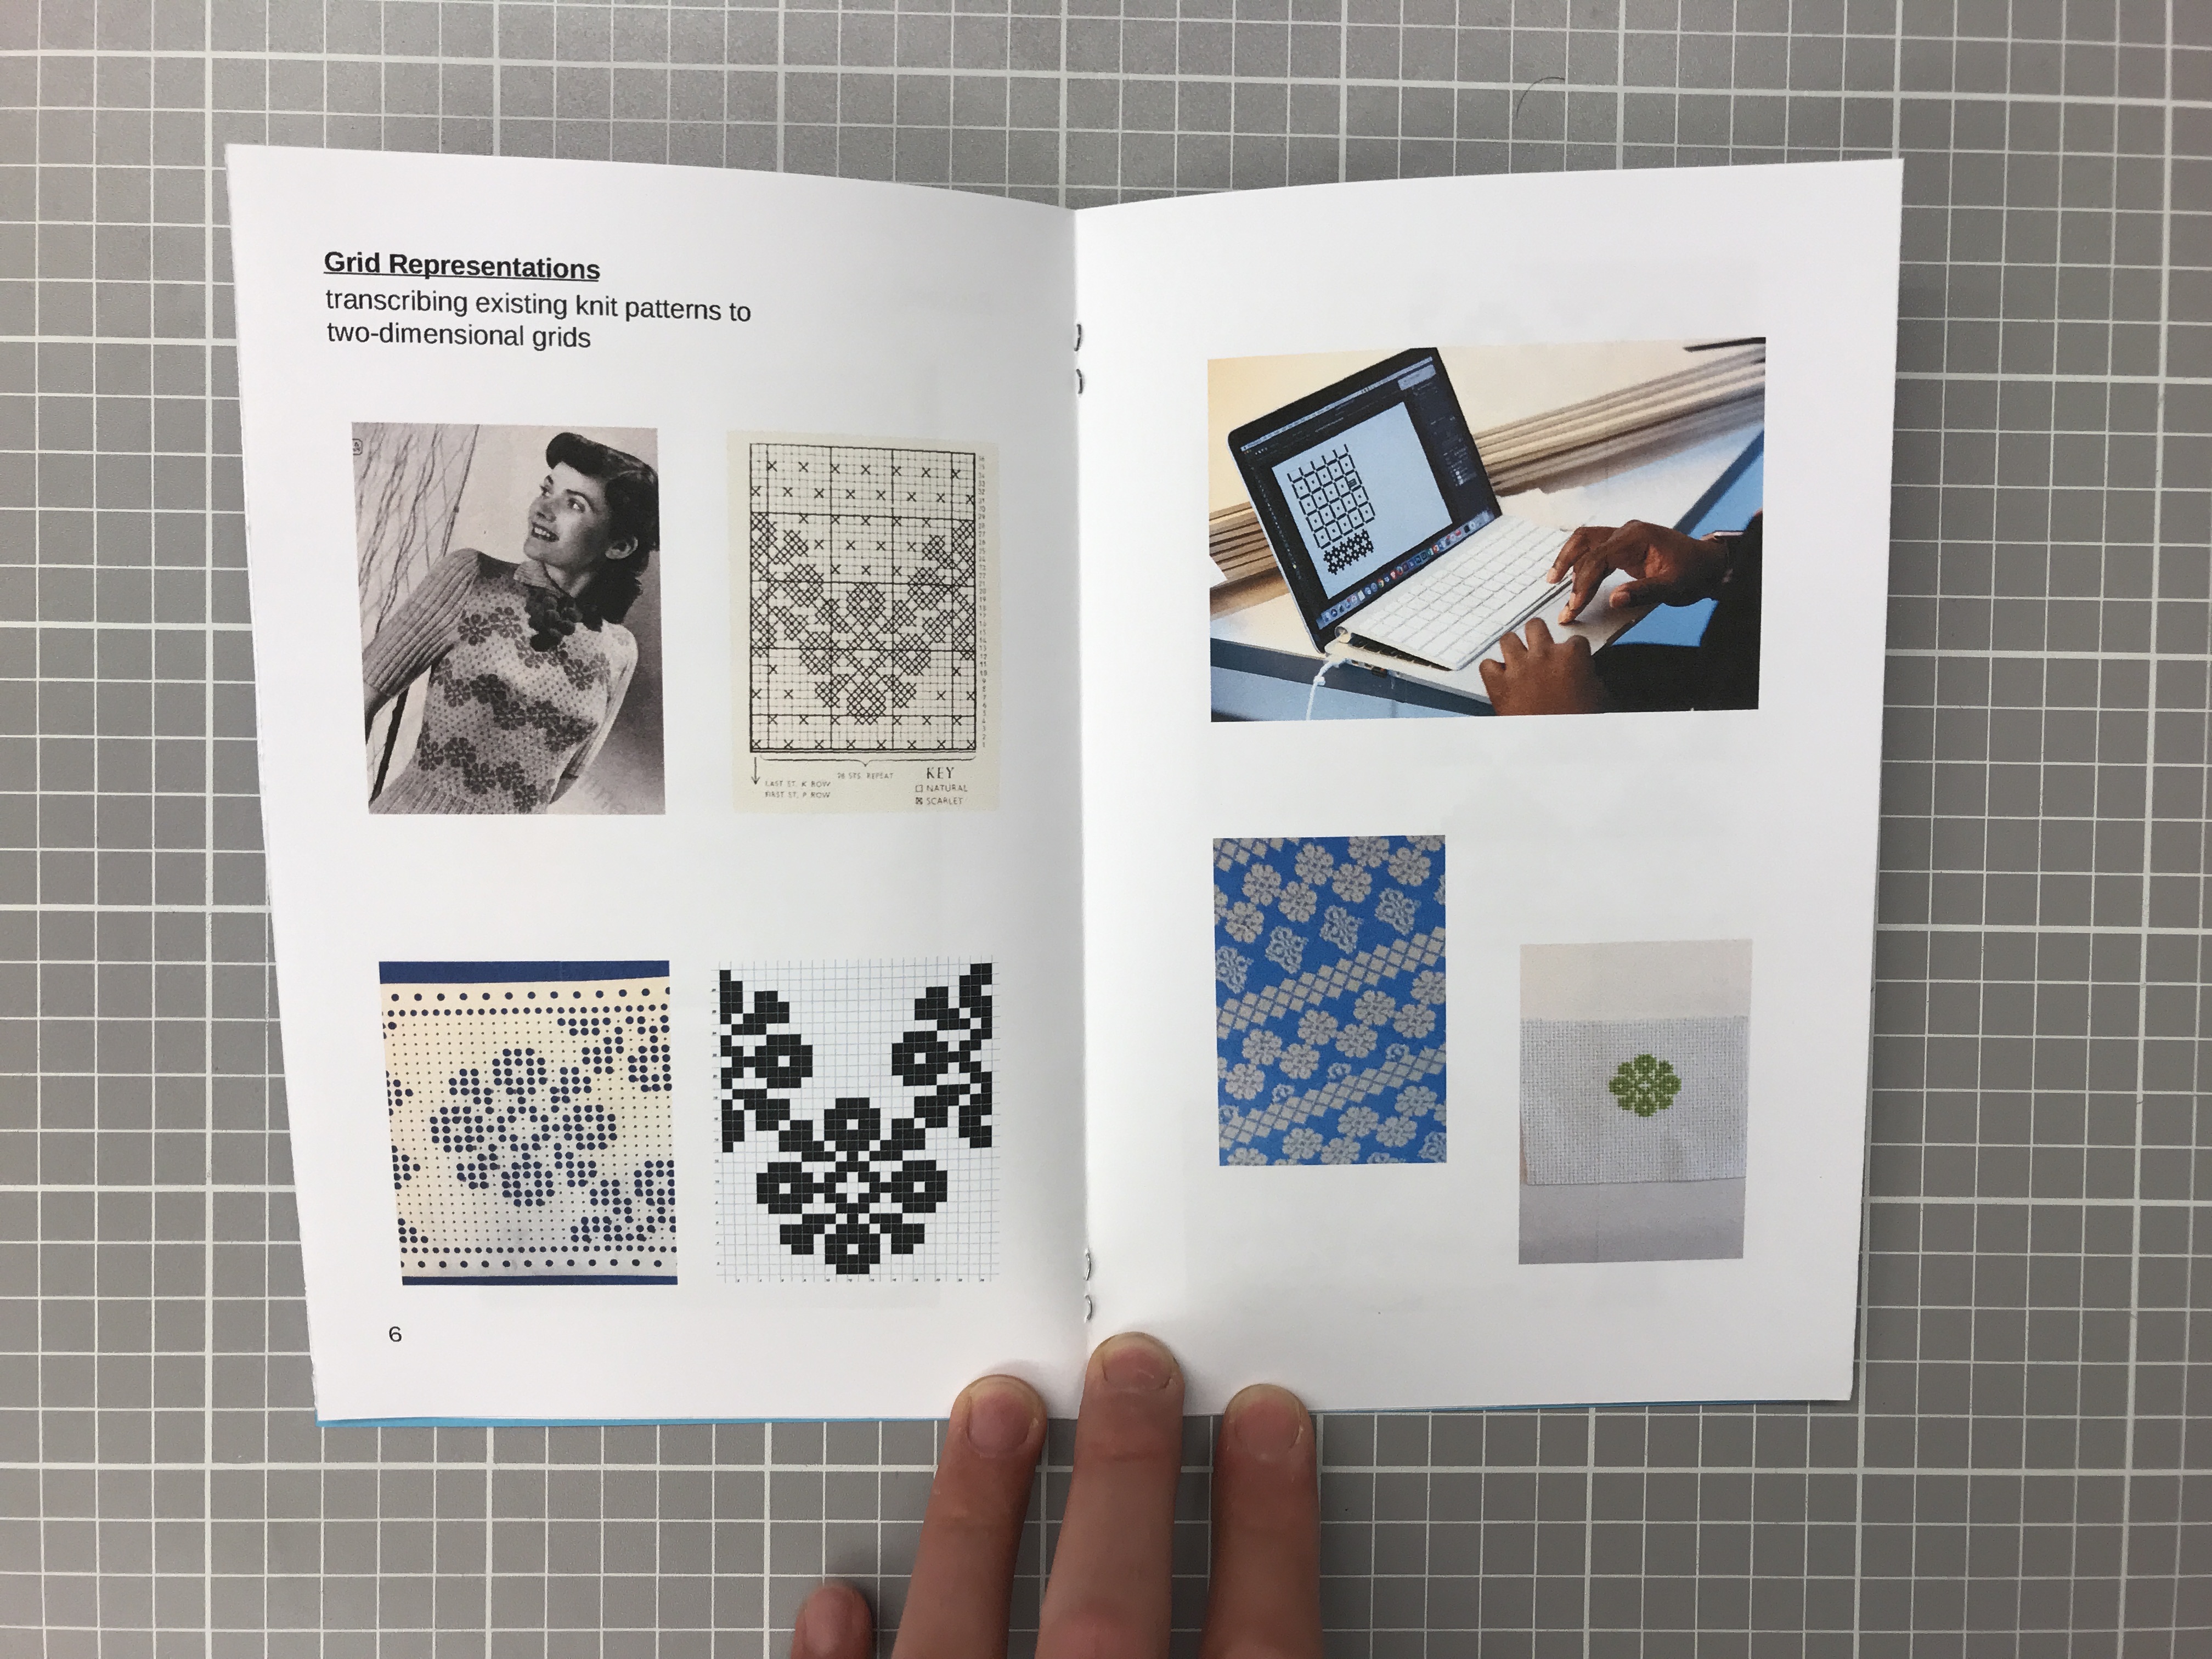 Grid Representations
transcribing existing knit patterns to
two-dimensional grids
26 STS. REPEAT
LAST ST. K ROW
FIRST ST. P ROW
KEY
NATURAL
SCARLET
6